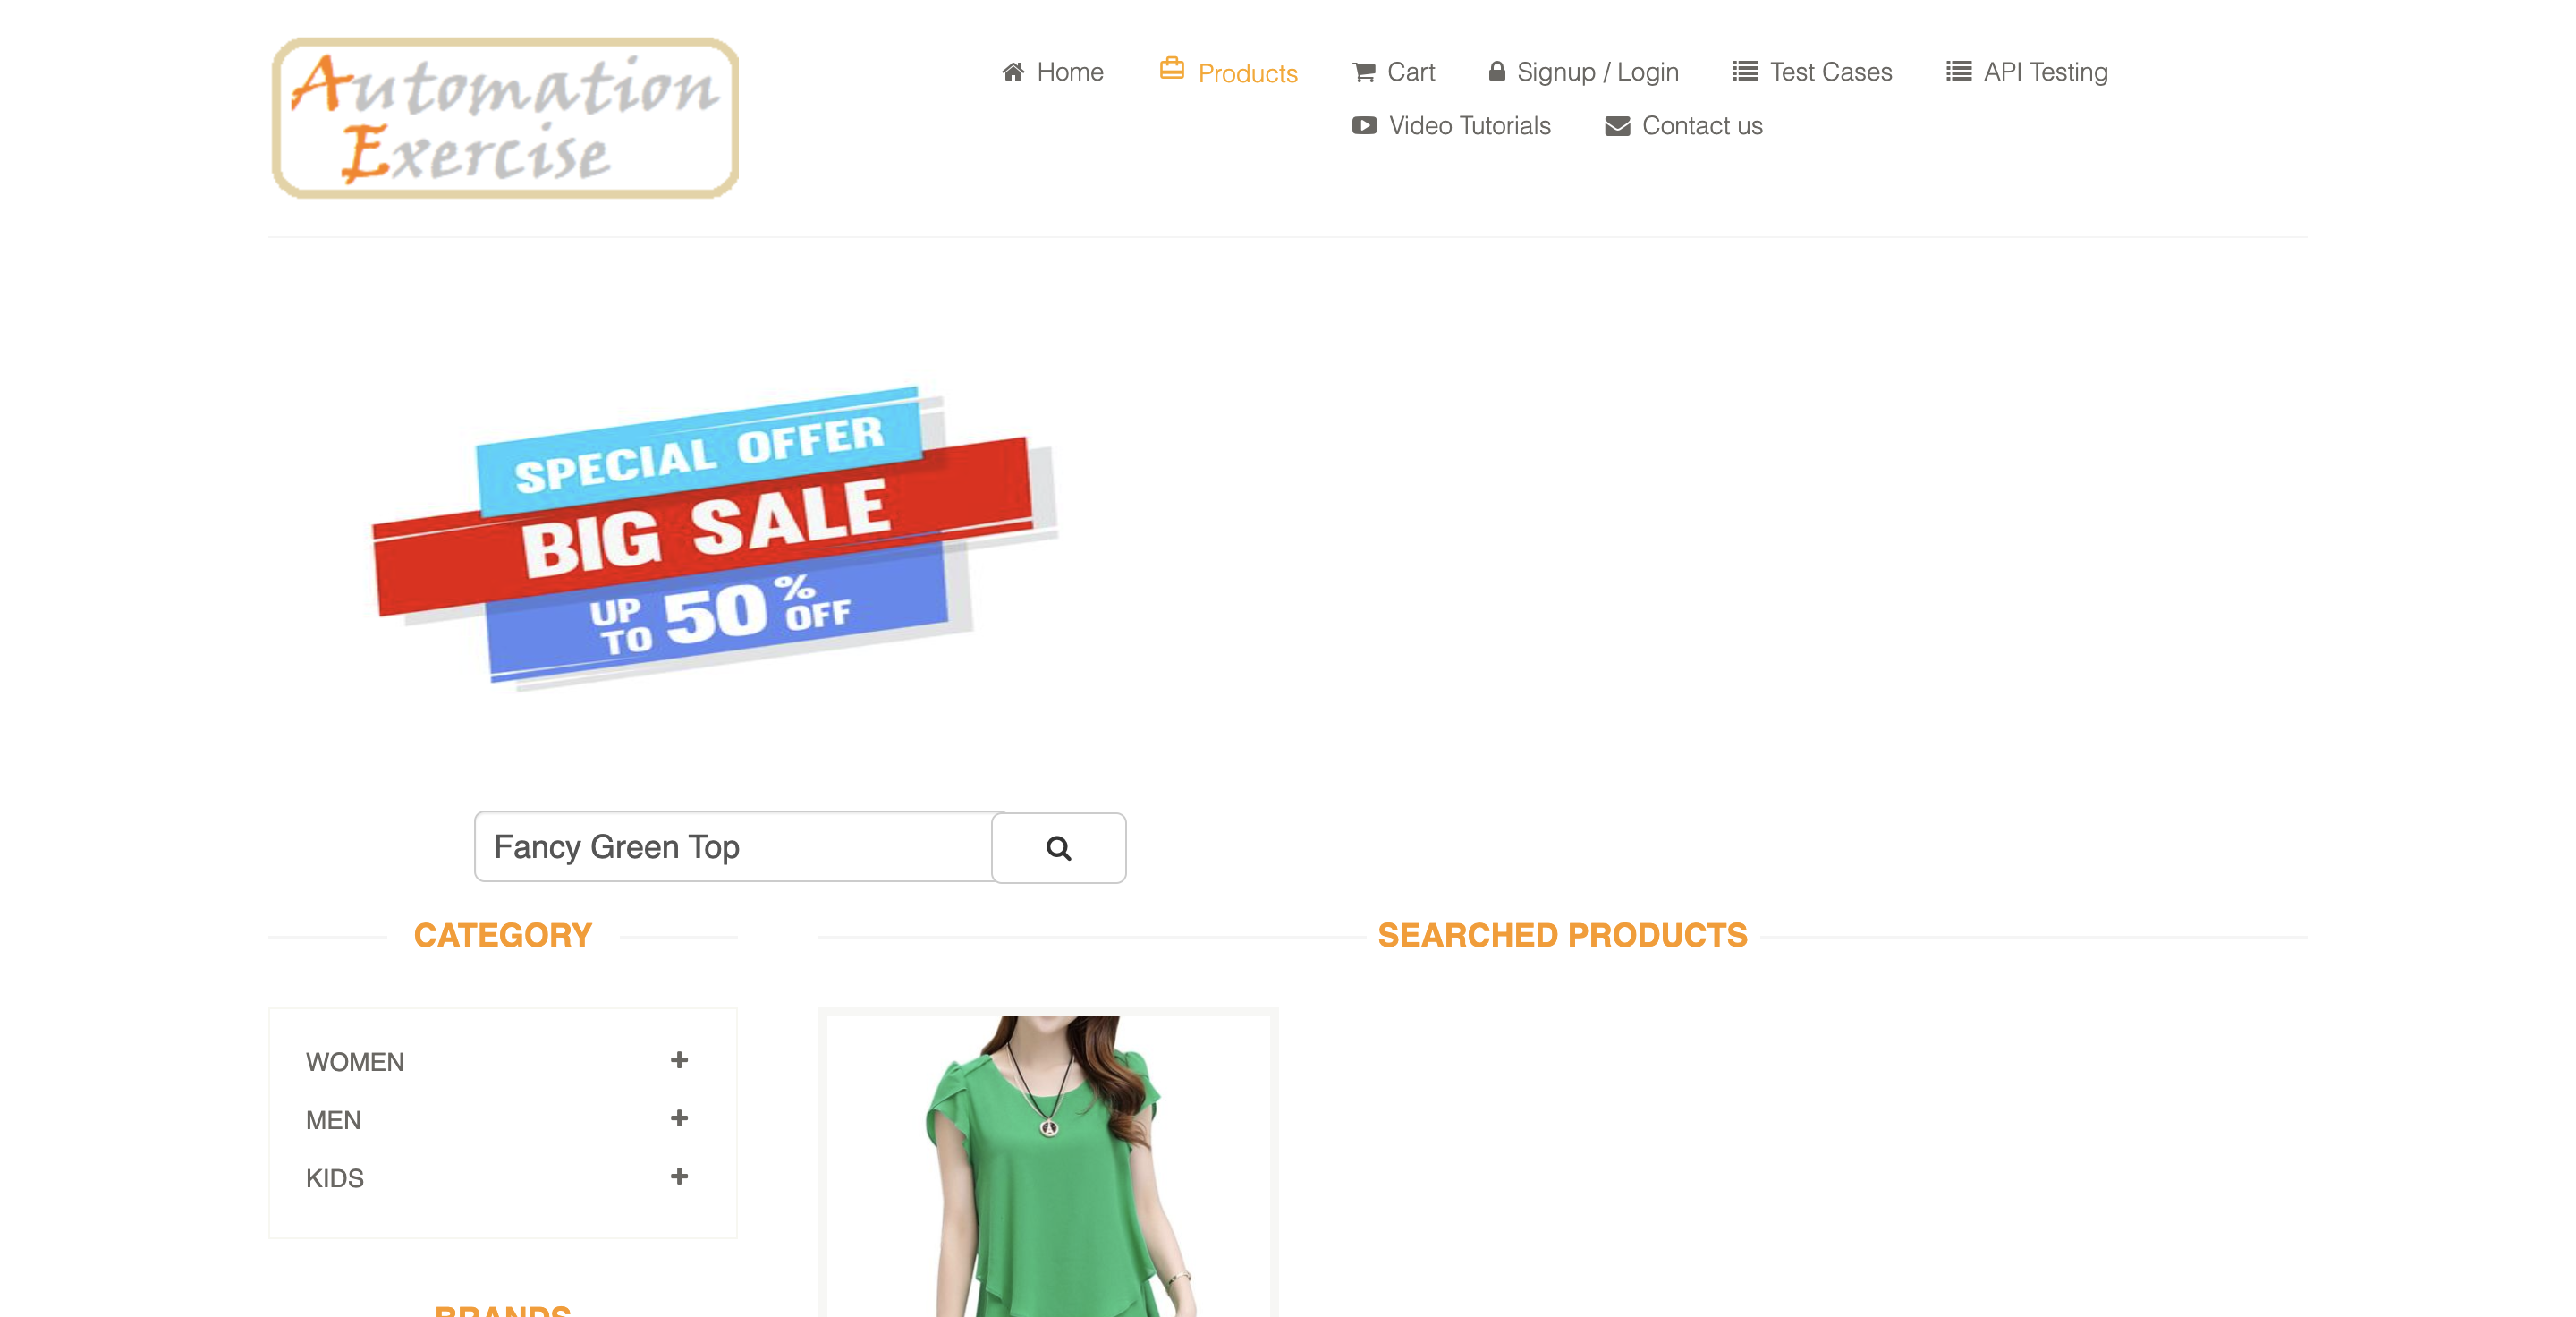 Automation
Exercise
Home
Products
Cart
Signup / Login
Test Cases
API Testing
Video Tutorials
Contact us
SPECIAL OFFER
BIG SALE
UP TO 50% OFF
Fancy Green Top
CATEGORY
SEARCHED PRODUCTS
WOMEN
MEN
KIDS
BRANDS